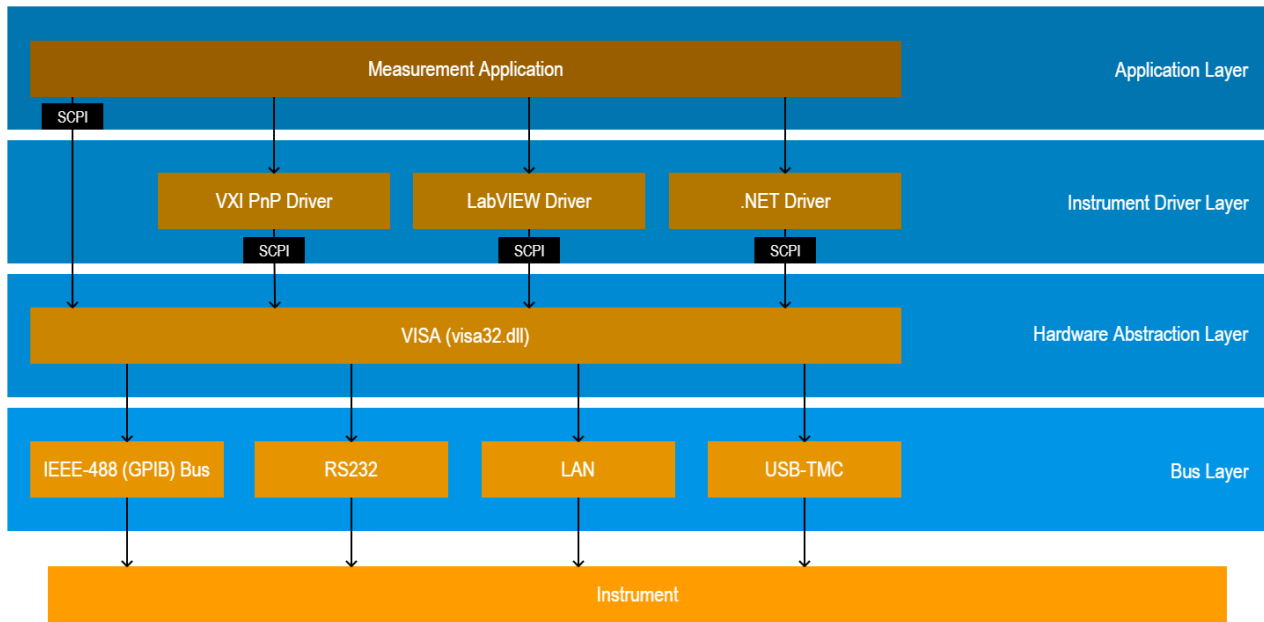 Measurement Application
Application Layer
SCPI
VXI PnP Driver
LabVIEW Driver
.NET Driver
Instrument Driver Layer
SCPI
SCPI
SCPI
VISA (visa32.dll)
Hardware Abstraction Layer
IEEE-488 (GPIB) Bus
RS232
LAN
USB-TMC
Bus Layer
Instrument